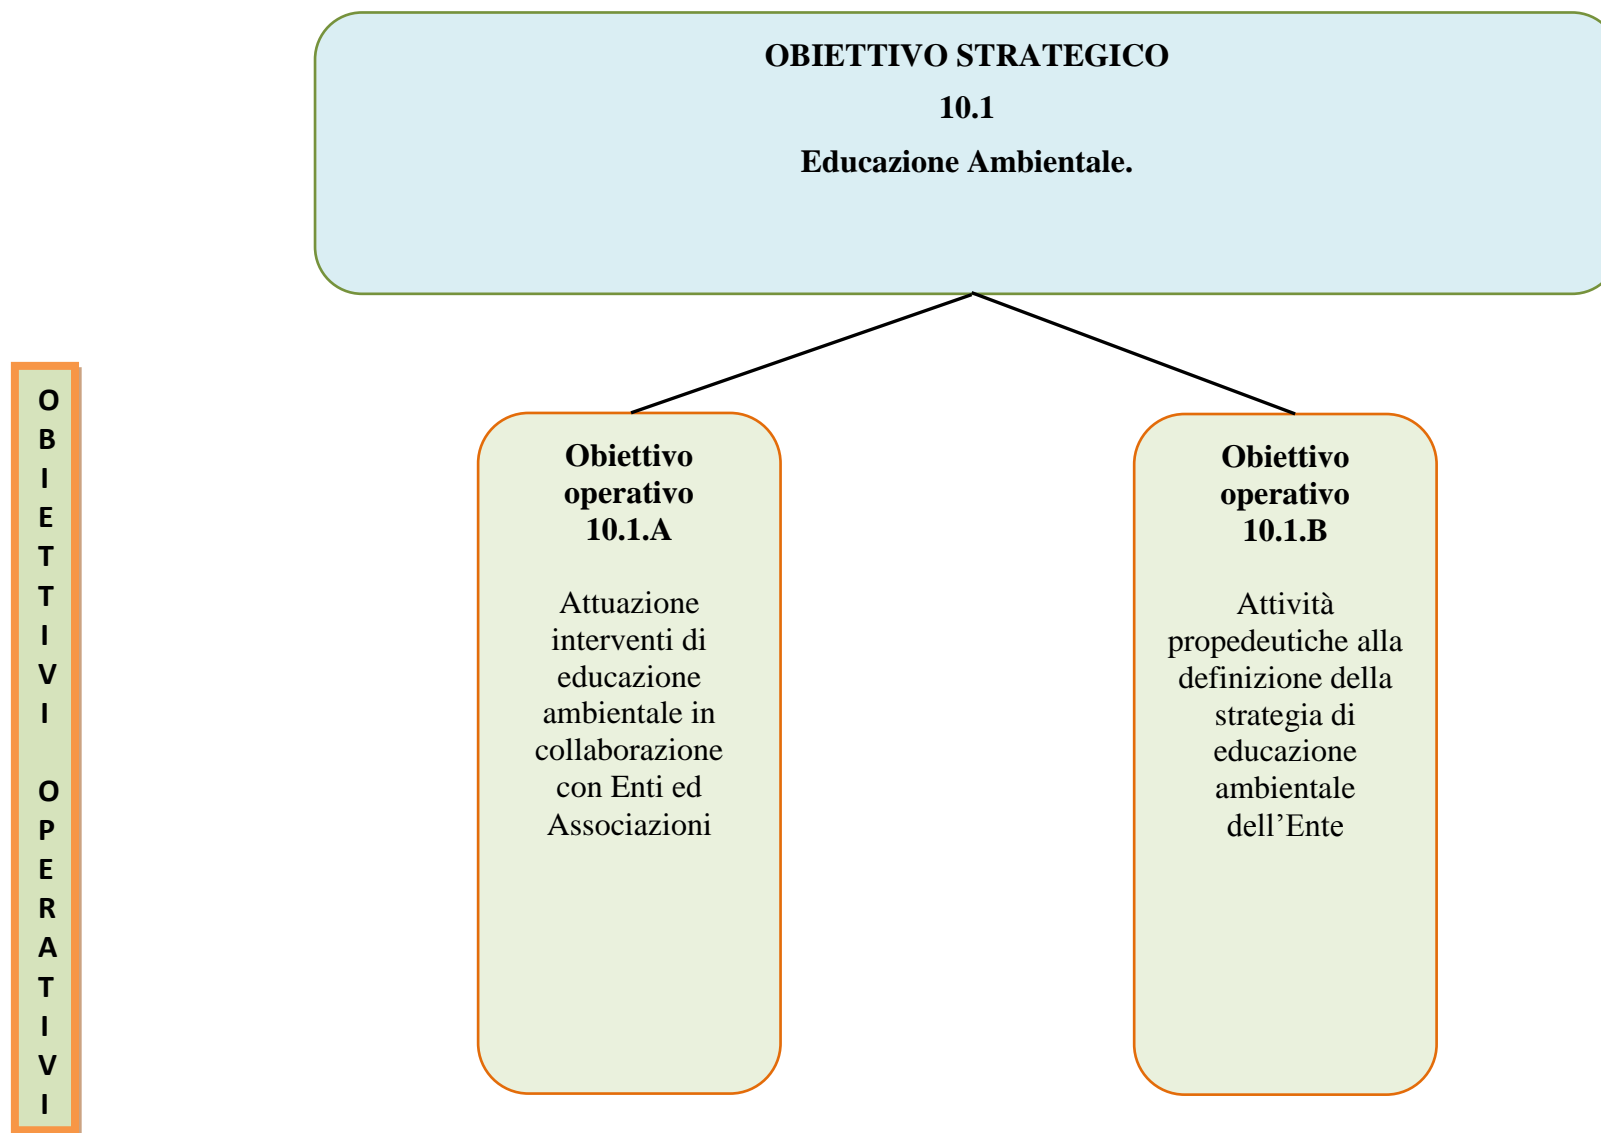 OBIETTIVO STRATEGICO
10.1
Educazione Ambientale.
O
B
I
E
T
T
I
V
I
O
P
E
R
A
T
I
V
I
Obiettivo
operativo
10.1.A
Attuazione
interventi di
educazione
ambientale in
collaborazione
con Enti ed
Associazioni
Obiettivo
operativo
10.1.B
Attività
propedeutiche alla
definizione della
strategia di
educazione
ambientale
dell’Ente